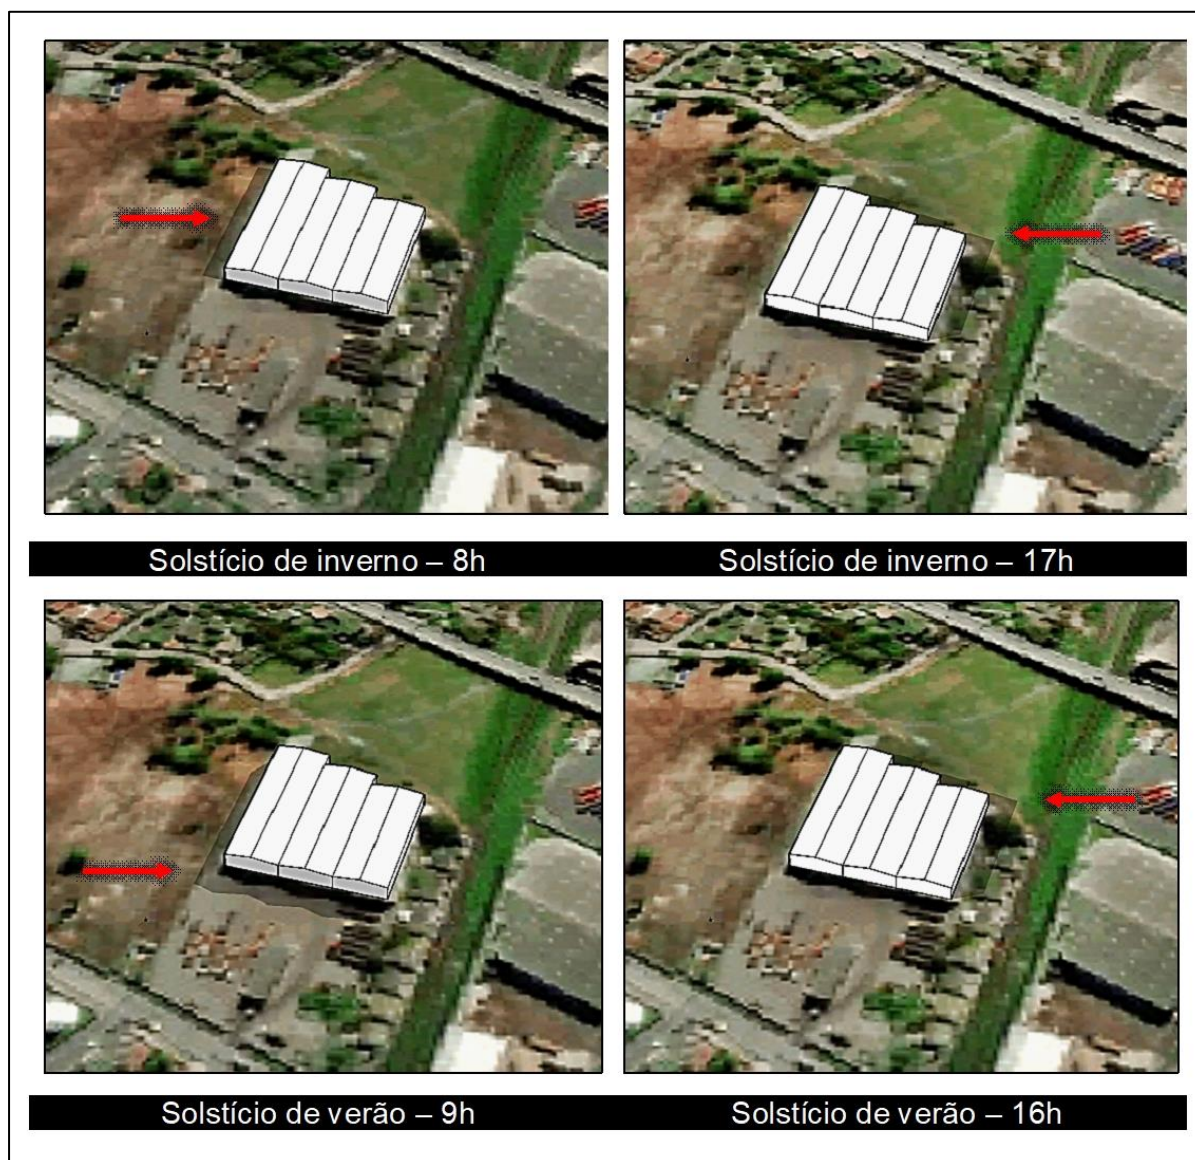 Solstício de inverno – 8h
Solstício de inverno – 17h
Solstício de verão – 9h
Solstício de verão – 16h